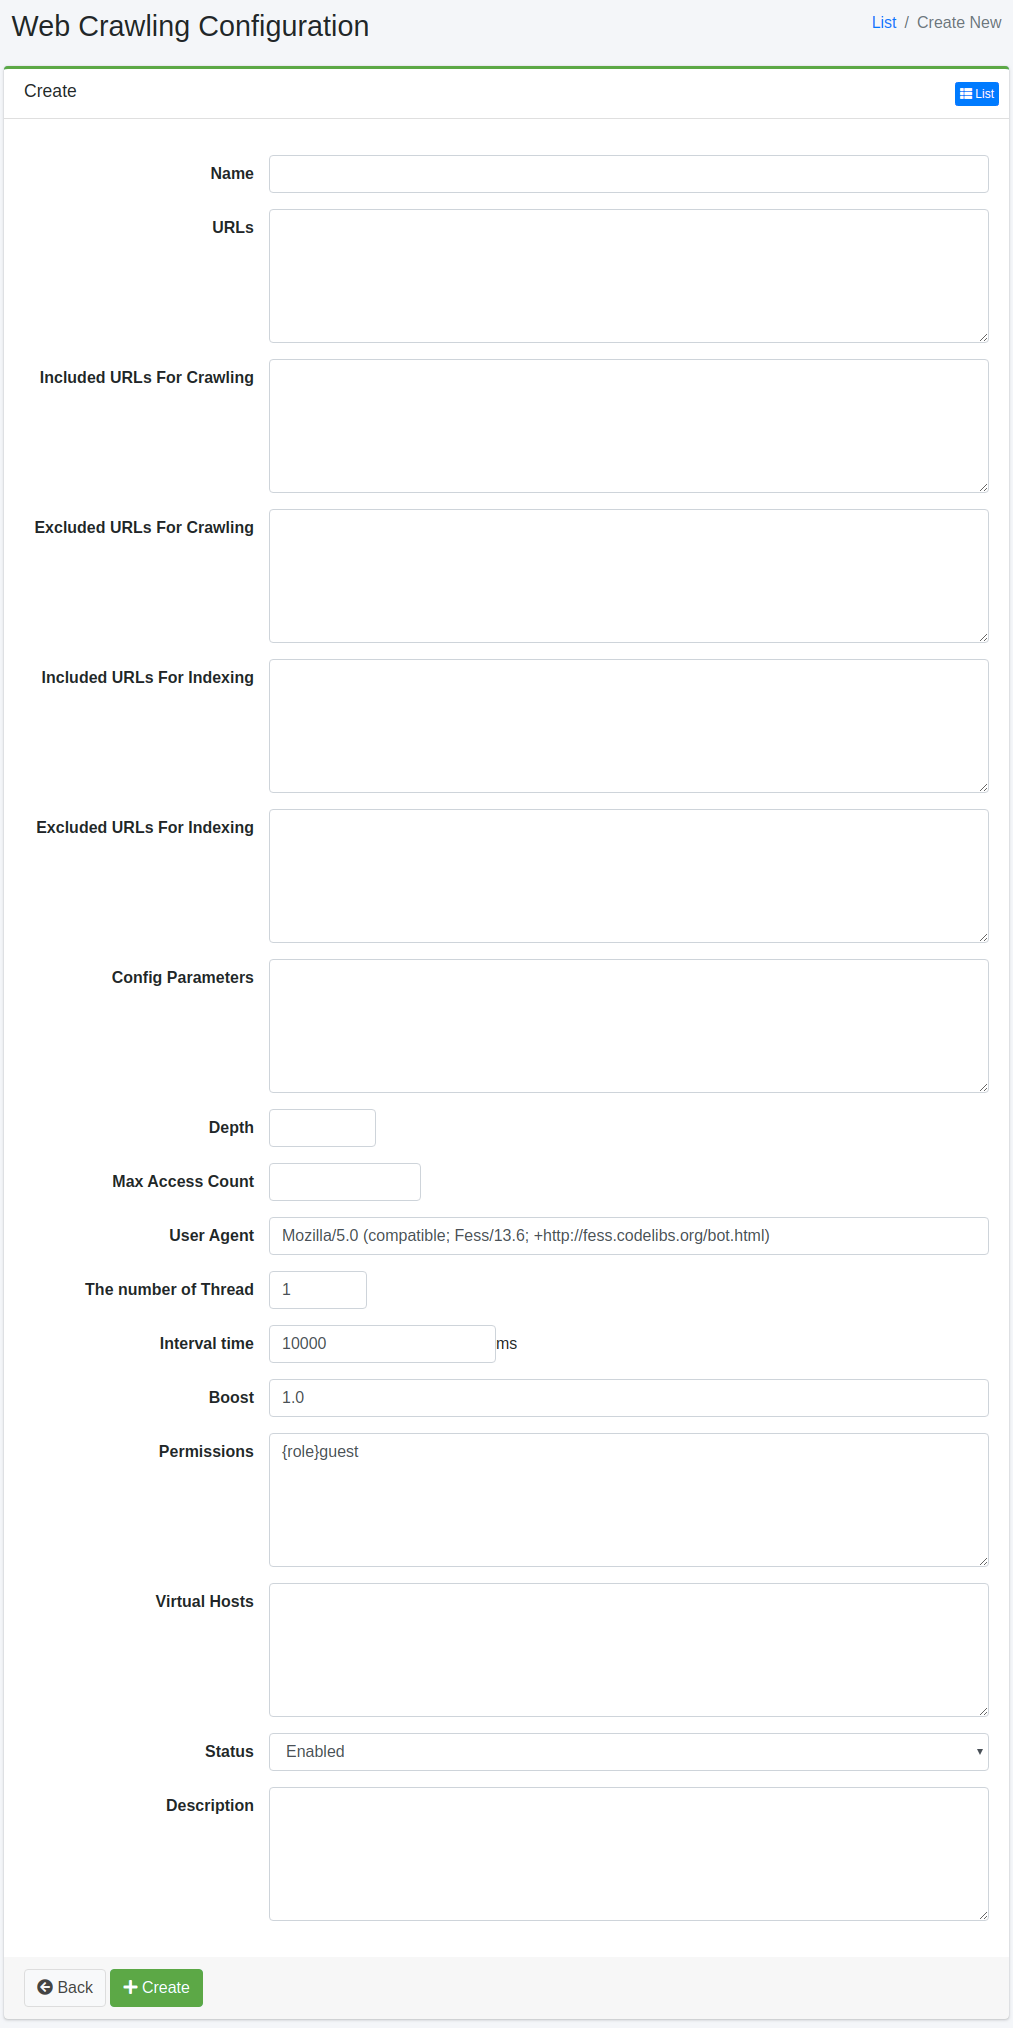 Web Crawling Configuration
List / Create New
Create
List
Name
URLs
Included URLs For Crawling
Excluded URLs For Crawling
Included URLs For Indexing
Excluded URLs For Indexing
Config Parameters
Depth
Max Access Count
User Agent Mozilla/5.0 (compatible; Fess/13.6; +http://fess.codelibs.org/bot.html)
The number of Thread 1
Interval time 10000 ms
Boost 1.0
Permissions {role}guest
Virtual Hosts
Status Enabled
Description
Back Create